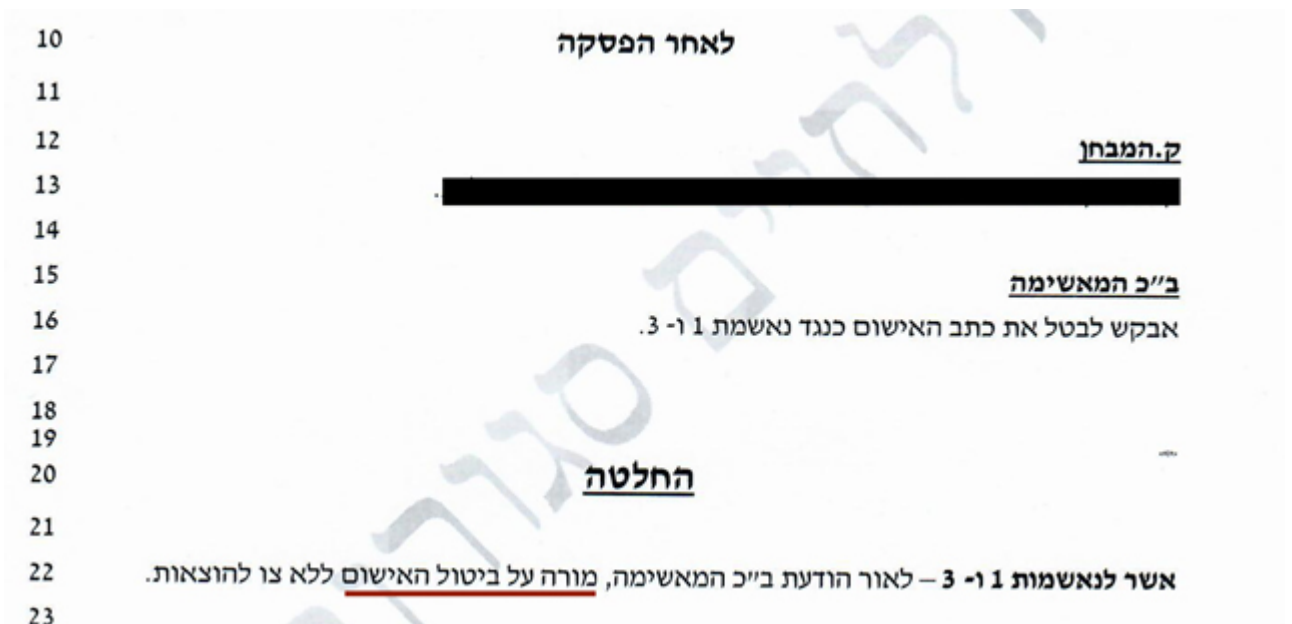 10 לאחר הפסקה
11
12 ק.המבחן
13 .
14
15 ב״כ המאשימה
16 אבקש לבטל את כתב האישום כנגד נאשמת 1 ו- 3.
17
18
19
20 החלטה
21
22 אשר לנאשמות 1 ו- 3 – לאור הודעת ב״כ המאשימה, מורה על ביטול האישום ללא צו להוצאות.
23